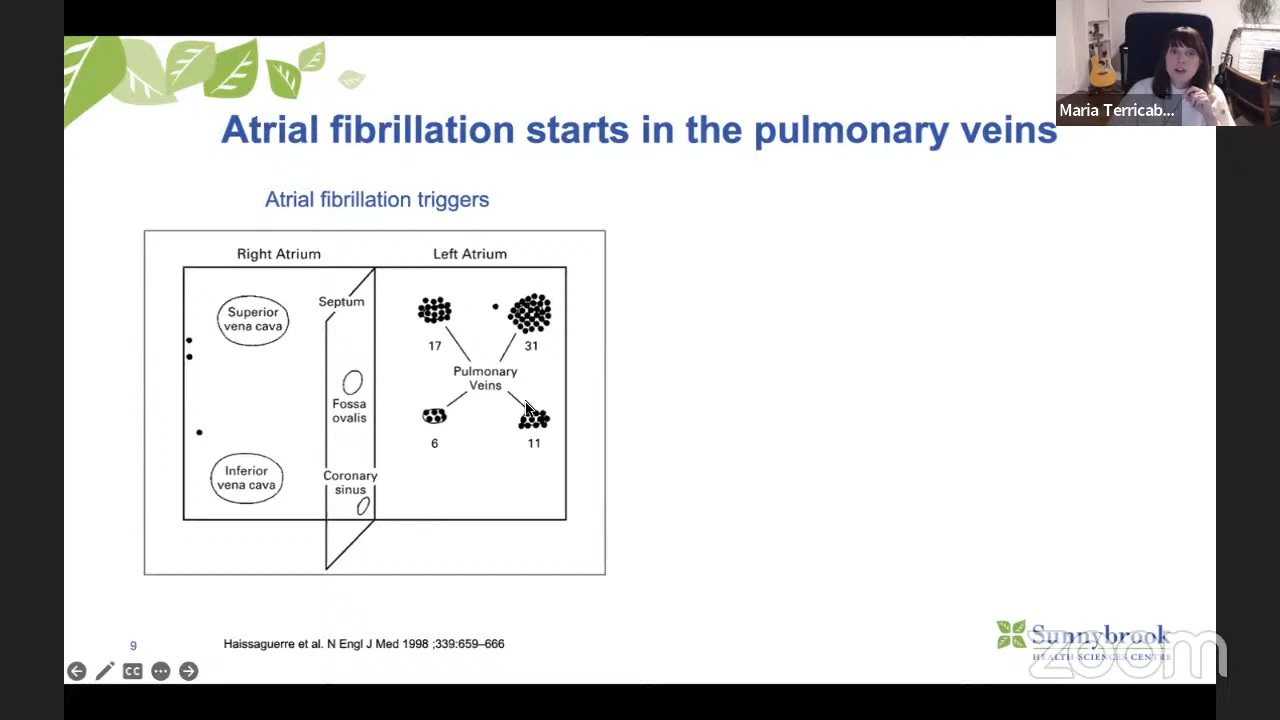 Maria Terricab...
Atrial fibrillation starts in the pulmonary veins
Atrial fibrillation triggers
Right Atrium
Left Atrium
Superior
vena cava
Septum
17
31
Pulmonary
Veins
Fossa
ovalis
6
11
Inferior
vena cava
Coronary
sinus
9
Haissaguerre et al. N Engl J Med 1998 ;339:659–666
Sunnybrook
HEALTH SCIENCES CENTRE
zoom
CC